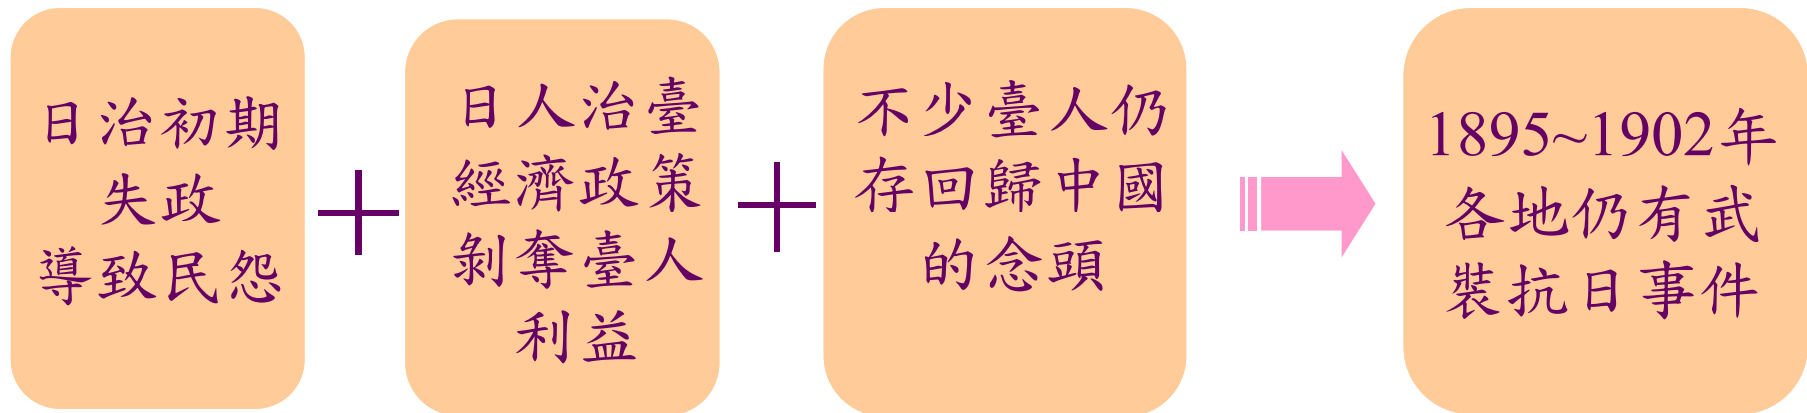 日治初期
失政
導致民怨
日人治臺
經濟政策
剝奪臺人
利益
不少臺人仍
存回歸中國
的念頭
1895~1902年
各地仍有武
裝抗日事件